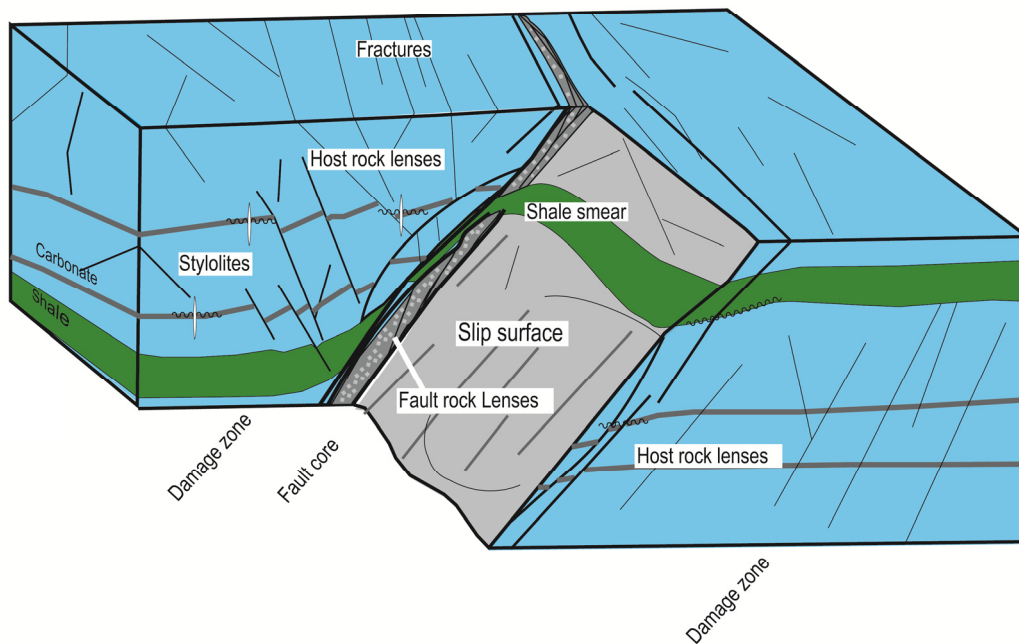 Fractures
Host rock lenses
Shale smear
Carbonate
Stylolites
Shale
Slip surface
Fault rock Lenses
Host rock lenses
Damage zone
Fault core
Damage zone